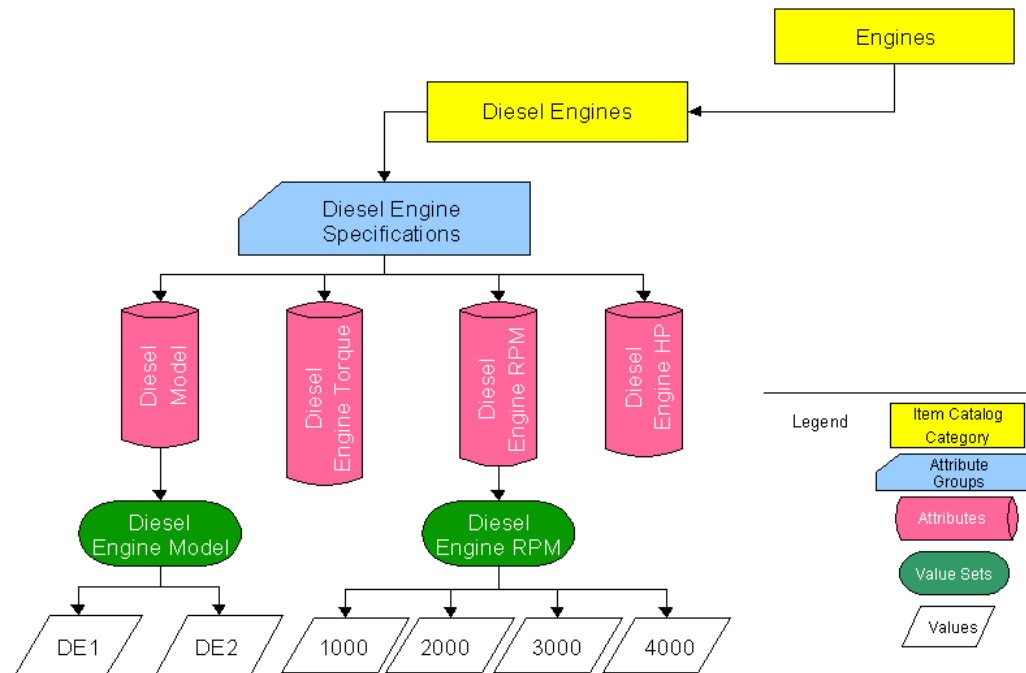 Engines
Diesel Engines
Diesel Engine
Specifications
Diesel
Model
Diesel
Engine Torque
Diesel
Engine RPM
Diesel
Engine HP
Diesel
Engine Model
Diesel
Engine RPM
DE1
DE2
1000
2000
3000
4000
Legend
Item Catalog
Category
Attribute
Groups
Attributes
Value Sets
Values